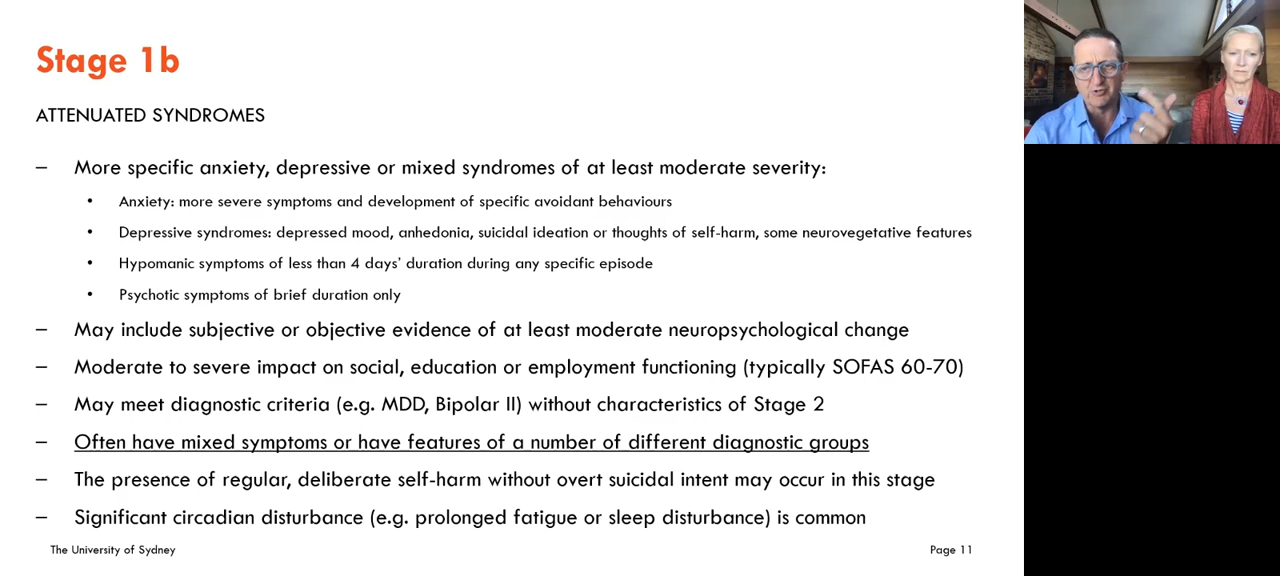 Stage 1b
ATTENUATED SYNDROMES
– More specific anxiety, depressive or mixed syndromes of at least moderate severity:
• Anxiety: more severe symptoms and development of specific avoidant behaviours
• Depressive syndromes: depressed mood, anhedonia, suicidal ideation or thoughts of self-harm, some neurovegetative features
• Hypomanic symptoms of less than 4 days’ duration during any specific episode
• Psychotic symptoms of brief duration only
– May include subjective or objective evidence of at least moderate neuropsychological change
– Moderate to severe impact on social, education or employment functioning (typically SOFAS 60-70)
– May meet diagnostic criteria (e.g. MDD, Bipolar II) without characteristics of Stage 2
– Often have mixed symptoms or have features of a number of different diagnostic groups
– The presence of regular, deliberate self-harm without overt suicidal intent may occur in this stage
– Significant circadian disturbance (e.g. prolonged fatigue or sleep disturbance) is common
The University of Sydney
Page 11